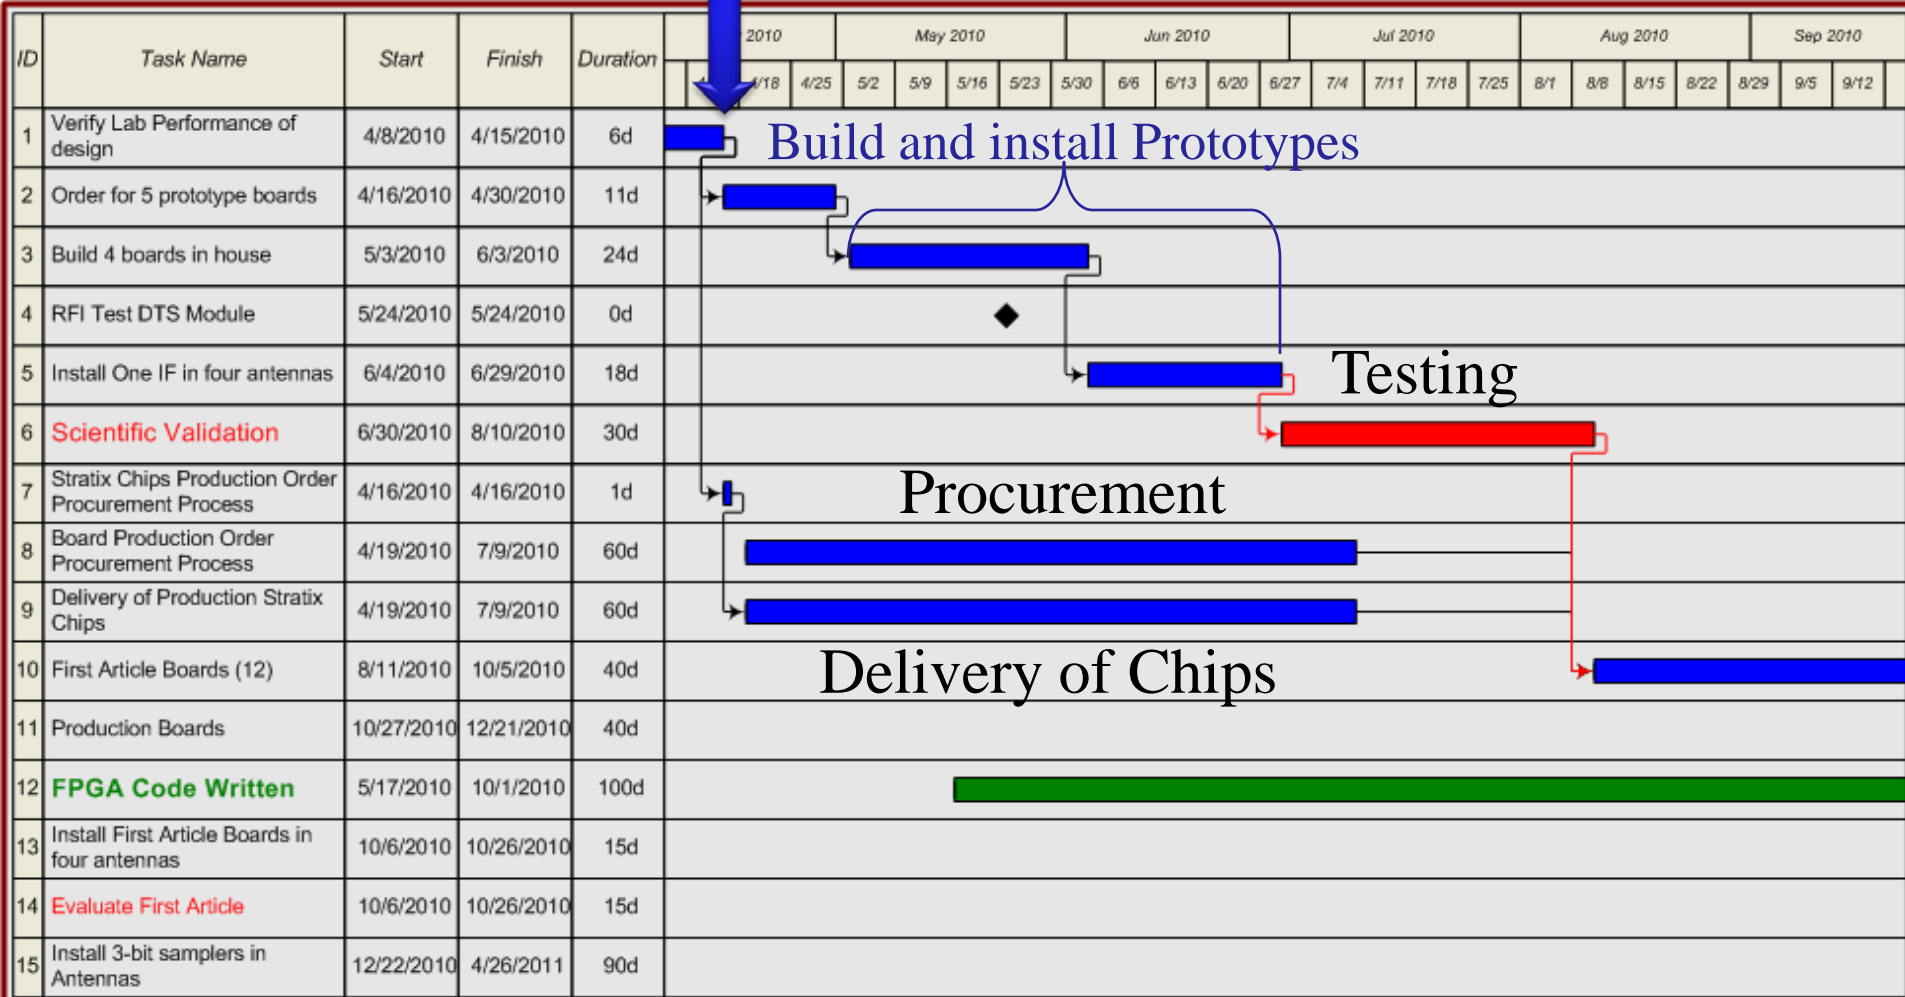 ID Task Name Start Finish Duration 2010 May 2010 Jun 2010 Jul 2010 Aug 2010 Sep 2010
4/18 4/25 5/2 5/9 5/16 5/23 5/30 6/6 6/13 6/20 6/27 7/4 7/11 7/18 7/25 8/1 8/8 8/15 8/22 8/29 9/5 9/12
1 Verify Lab Performance of
design 4/8/2010 4/15/2010 6d
Build and install Prototypes
2 Order for 5 prototype boards 4/16/2010 4/30/2010 11d
3 Build 4 boards in house 5/3/2010 6/3/2010 24d
4 RFI Test DTS Module 5/24/2010 5/24/2010 0d
5 Install One IF in four antennas 6/4/2010 6/29/2010 18d
Testing
6 Scientific Validation 6/30/2010 8/10/2010 30d
7 Stratix Chips Production Order
Procurement Process 4/16/2010 4/16/2010 1d
Procurement
8 Board Production Order
Procurement Process 4/19/2010 7/9/2010 60d
9 Delivery of Production Stratix
Chips 4/19/2010 7/9/2010 60d
10 First Article Boards (12) 8/11/2010 10/5/2010 40d
Delivery of Chips
11 Production Boards 10/27/2010 12/21/2010 40d
12 FPGA Code Written 5/17/2010 10/1/2010 100d
13 Install First Article Boards in
four antennas 10/6/2010 10/26/2010 15d
14 Evaluate First Article 10/6/2010 10/26/2010 15d
15 Install 3-bit samplers in
Antennas 12/22/2010 4/26/2011 90d